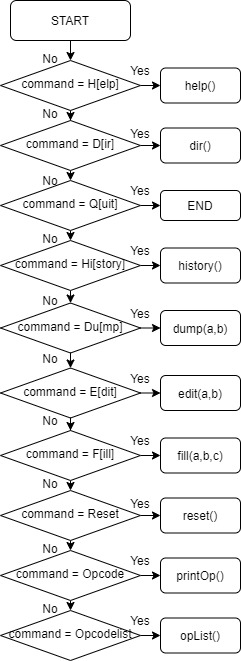 START
No
command = H[elp]
Yes
help()
No
command = D[ir]
Yes
dir()
No
command = Q[uit]
Yes
END
No
command = Hi[story]
Yes
history()
No
command = Du[mp]
Yes
dump(a,b)
No
command = E[dit]
Yes
edit(a,b)
No
command = F[ill]
Yes
fill(a,b,c)
No
command = Reset
Yes
reset()
No
command = Opcode
Yes
printOp()
No
command = Opcodelist
Yes
opList()